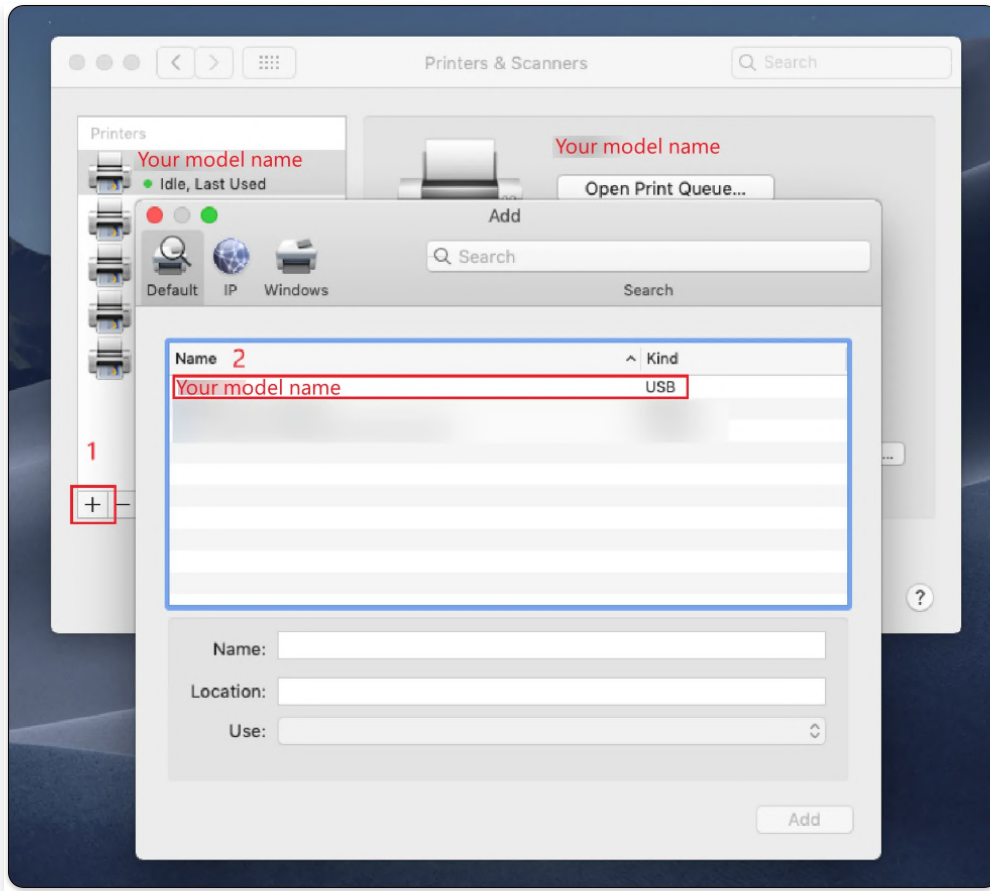 Printers & Scanners
Search
Printers
Your model name
Idle, Last Used
Your model name
Open Print Queue...
Add
Default
IP
Windows
Search
Search
Name 2
Kind
Your model name
USB
1
+ −
...
?
Name:
Location:
Use:
Add